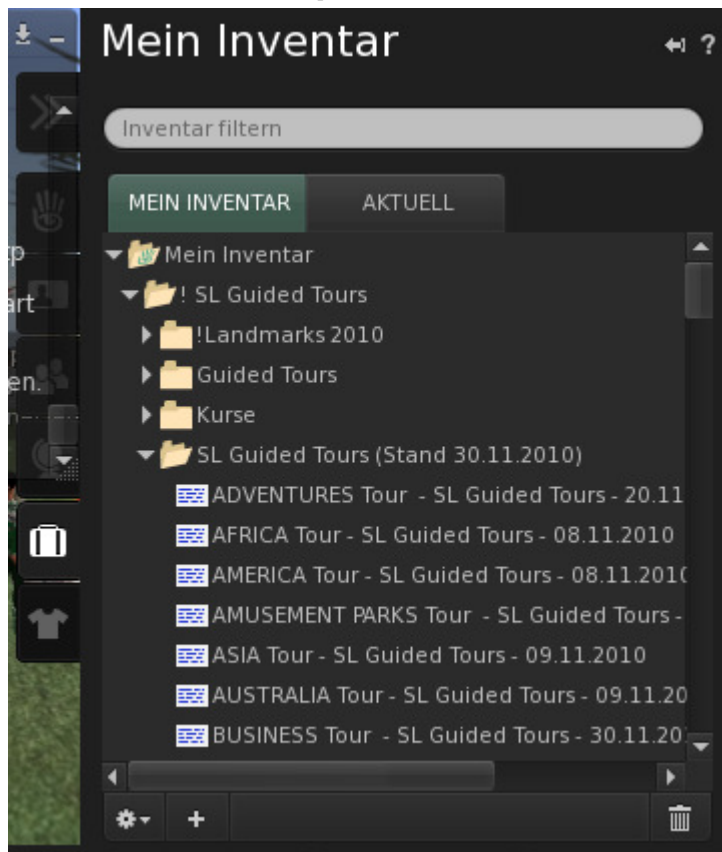 Mein Inventar
?
Inventar filtern
MEIN INVENTAR
AKTUELL
Mein Inventar
! SL Guided Tours
!Landmarks 2010
Guided Tours
Kurse
SL Guided Tours (Stand 30.11.2010)
ADVENTURES Tour - SL Guided Tours - 20.11
AFRICA Tour - SL Guided Tours - 08.11.2010
AMERICA Tour - SL Guided Tours - 08.11.2010
AMUSEMENT PARKS Tour - SL Guided Tours -
ASIA Tour - SL Guided Tours - 09.11.2010
AUSTRALIA Tour - SL Guided Tours - 09.11.20
BUSINESS Tour - SL Guided Tours - 30.11.20
art
en.